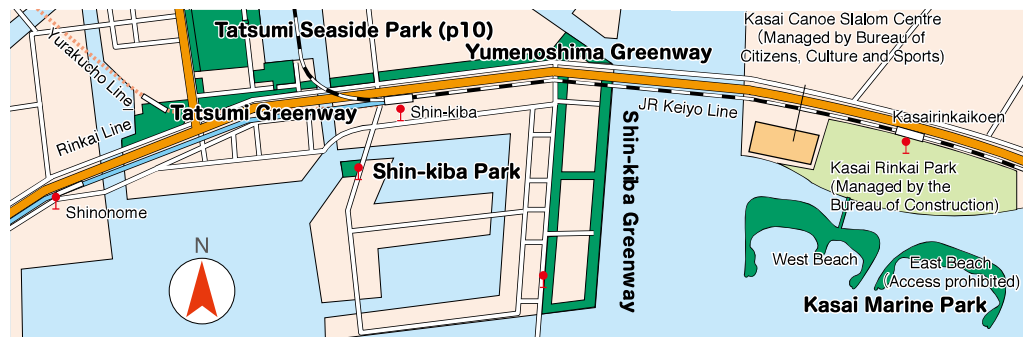 Tatsumi Seaside Park (p10)
Kasai Canoe Slalom Centre
(Managed by Bureau of
Citizens, Culture and Sports)
Yumenoshima Greenway
Yurakucho Line
Tatsumi Greenway
Rinkai Line
Shin-kiba
JR Keiyo Line
Kasairinkaikoen
Shin-kiba Park
Shin-kiba Greenway
Kasai Rinkai Park
(Managed by the
Bureau of Construction)
Shinonome
N
West Beach
East Beach
(Access prohibited)
Kasai Marine Park